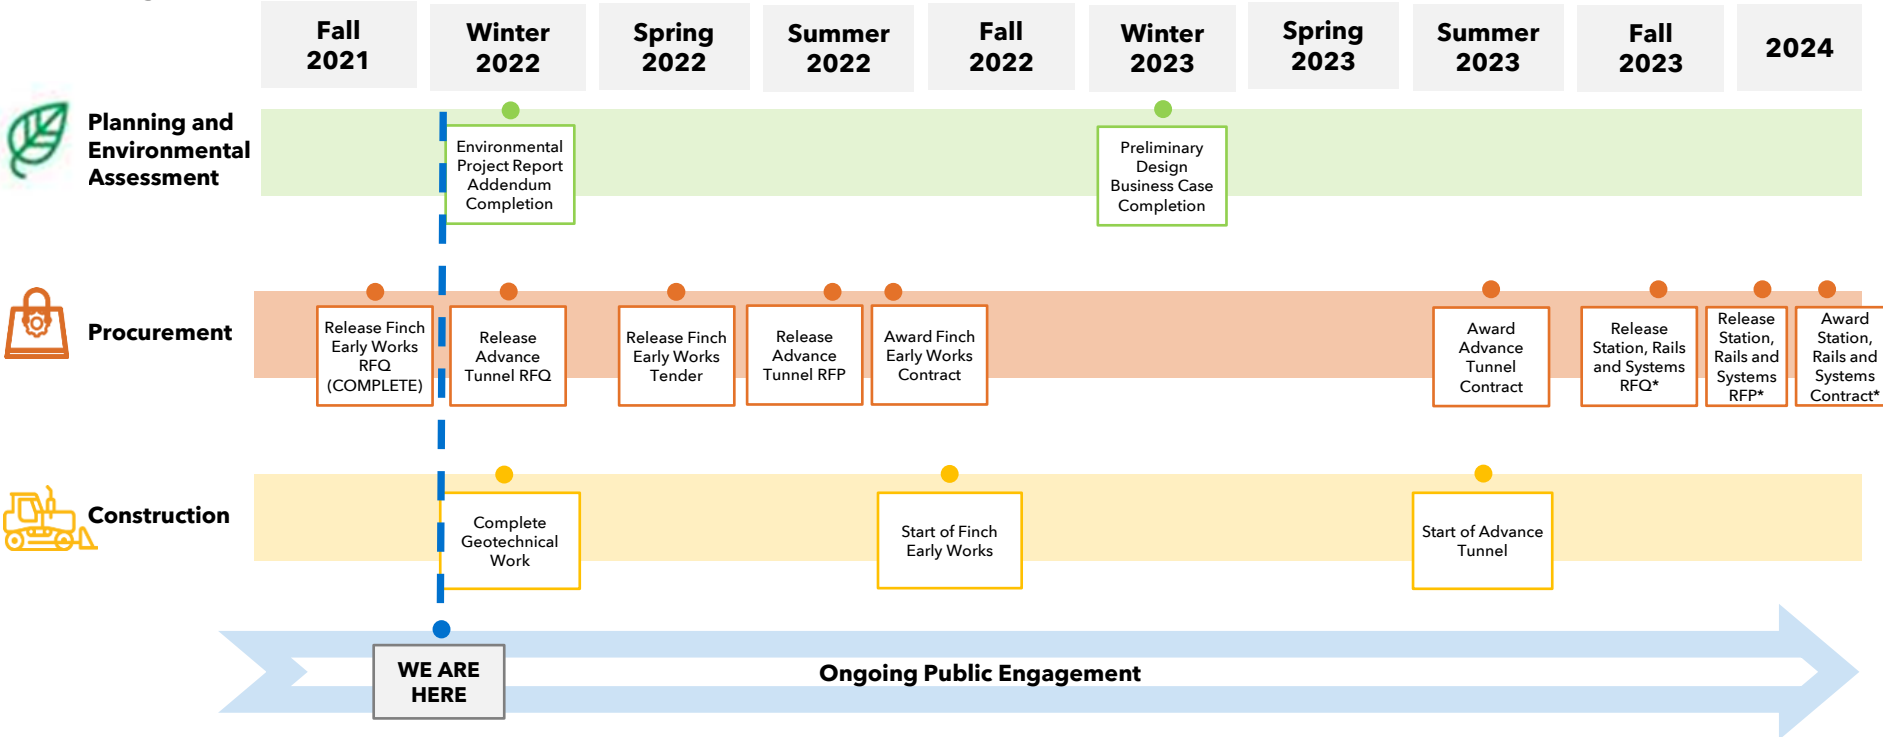 Fall
2021
Winter
2022
Spring
2022
Summer
2022
Fall
2022
Winter
2023
Spring
2023
Summer
2023
Fall
2023
2024
Planning and
Environmental
Assessment
Environmental
Project Report
Addendum
Completion
Preliminary
Design
Business Case
Completion
Procurement
Release Finch
Early Works
RFQ
(COMPLETE)
Release
Advance
Tunnel RFQ
Release Finch
Early Works
Tender
Release
Advance
Tunnel RFP
Award Finch
Early Works
Contract
Award
Advance
Tunnel
Contract
Release
Station, Rails
and Systems
RFQ*
Release
Station,
Rails and
Systems
RFP*
Award
Station,
Rails and
Systems
Contract*
Construction
Complete
Geotechnical
Work
Start of Finch
Early Works
Start of Advance
Tunnel
WE ARE
HERE
Ongoing Public Engagement